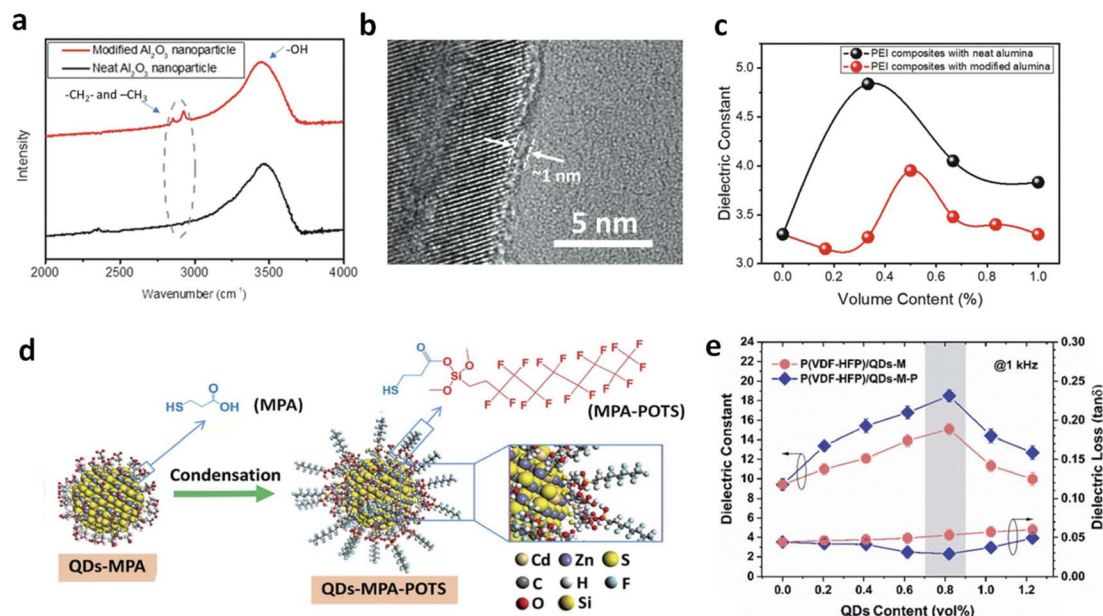 a
Modified Al2O3 nanoparticle
Neat Al2O3 nanoparticle
-OH
-CH2- and –CH3
Intensity
2000 2500 3000 3500 4000
Wavenumber (cm-1)
b
~1 nm
5 nm
c
PEI composites wiith neat alumina
PEI composites with modified alumina
Dielectric Constant
5.0
4.5
4.0
3.5
3.0
0.0 0.2 0.4 0.6 0.8 1.0
Volume Content (%)
d
HS
O
OH
(MPA)
Condensation
QDs-MPA
QDs-MPA-POTS
O
HS
O
Si
O
O
F F F F F F F F F F F F F
(MPA-POTS)
Cd Zn S
C H F
O Si
e
P(VDF-HFP)/QDs-M
P(VDF-HFP)/QDs-M-P
@1 kHz
Dielectric Constant
24
22
20
18
16
14
12
10
8
6
4
2
0
Dielectric Loss (tanδ)
0.30
0.25
0.20
0.15
0.10
0.05
0.00
0.0 0.2 0.4 0.6 0.8 1.0 1.2
QDs Content (vol%)